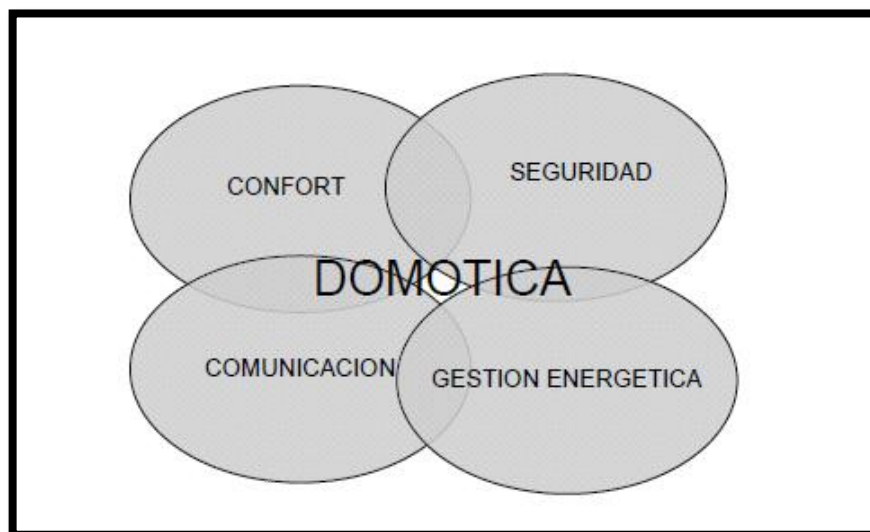 CONFORT
SEGURIDAD
DOMOTICA
COMUNICACION
GESTION ENERGETICA